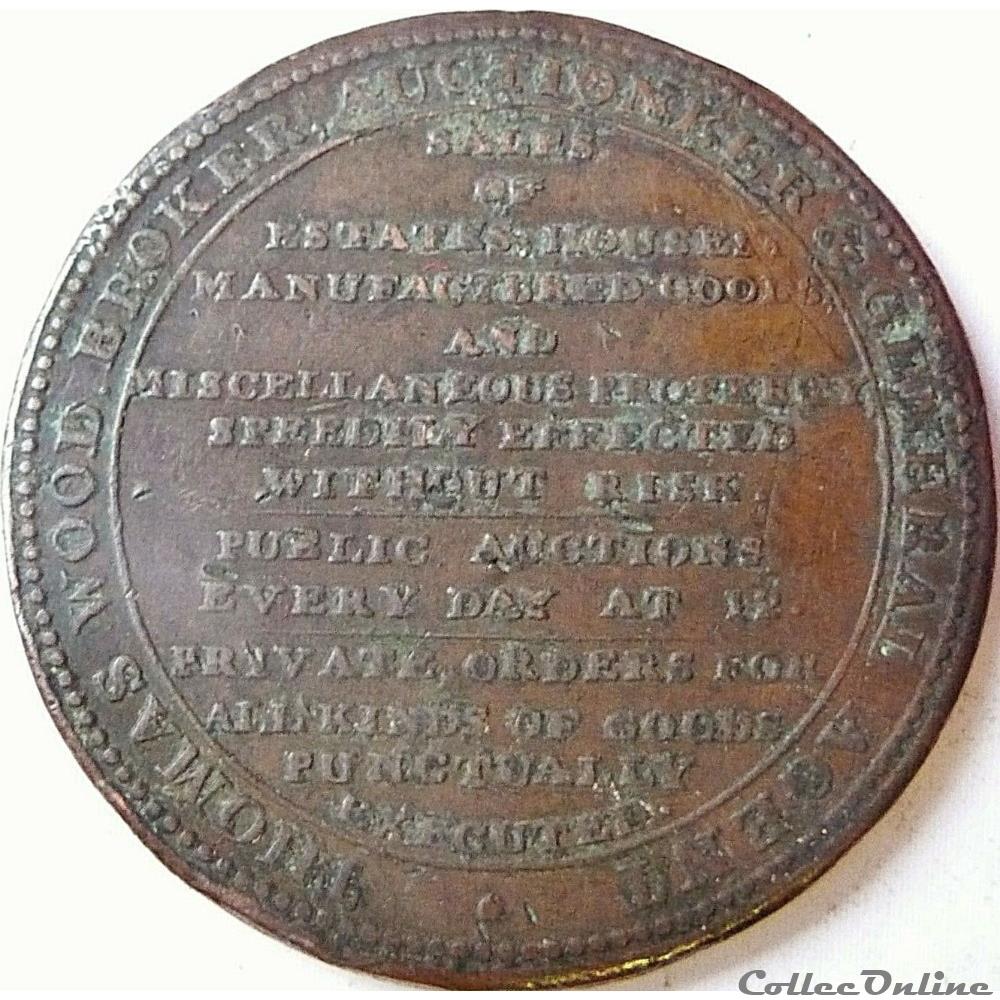 THOMAS WOOD BROKER, AUCTIONEER & GENERAL AGENT
SALES
OF
ESTATES, HOUSES,
MANUFACTURED GOODS
AND
MISCELLANEOUS PROPERTY
SPEEDILY EFFECTED
WITHOUT RISK.
PUBLIC AUCTIONS
EVERY DAY AT 12.
PRIVATE ORDERS FOR
ALL KINDS OF GOODS
PUNCTUALLY
EXECUTED.
CollecOnline